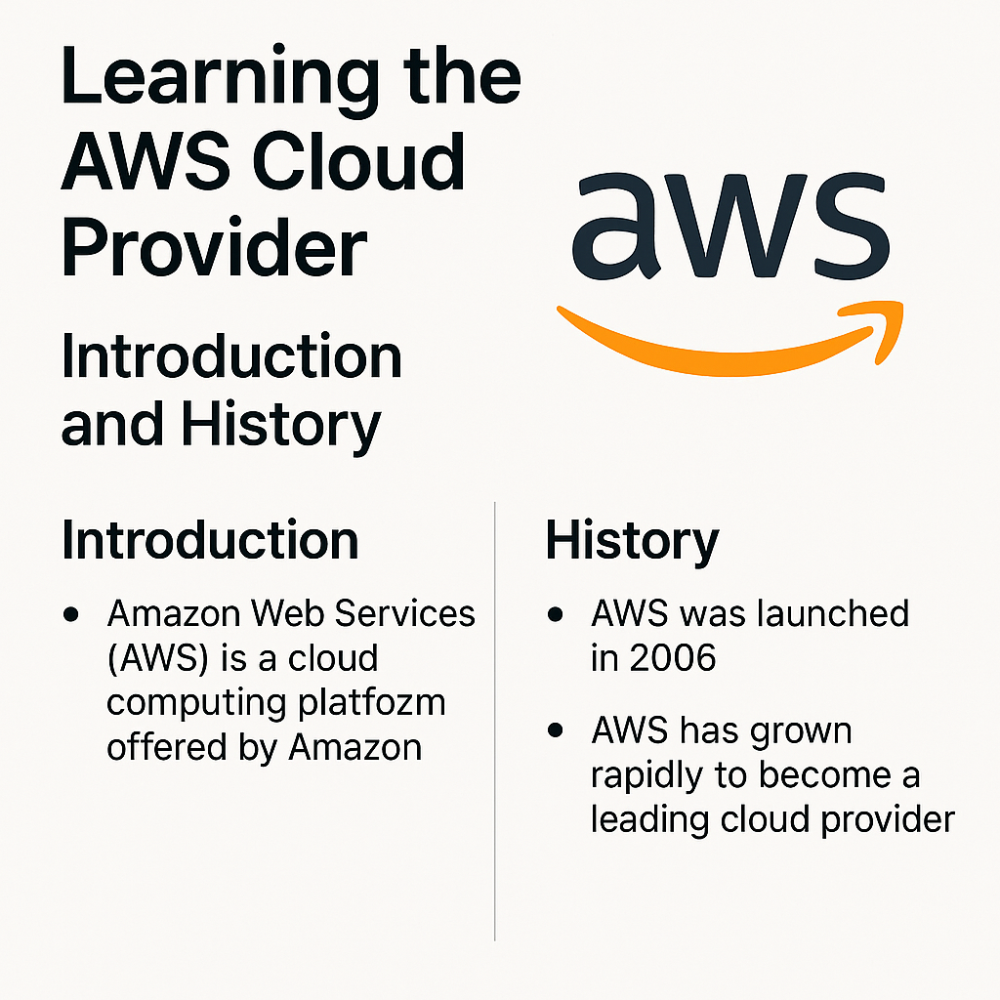 Learning the
AWS Cloud
Provider
aws
Introduction
and History
Introduction
• Amazon Web Services
(AWS) is a cloud
computing platfozm
offered by Amazon
History
• AWS was launched
in 2006
• AWS has grown
rapidly to become a
leading cloud provider